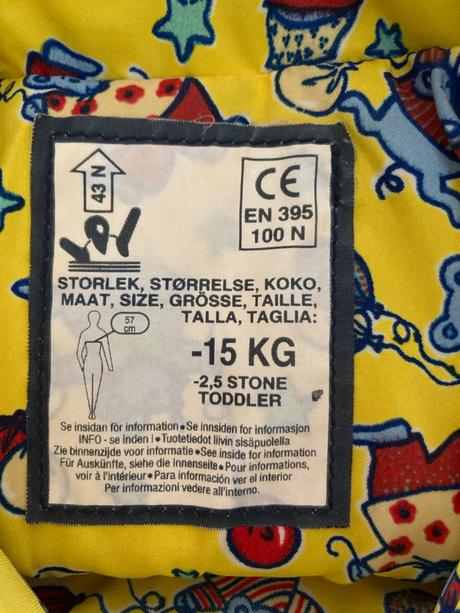 43 N
CE
EN 395
100 N
STORLEK, STØRRELSE, KOKO,
MAAT, SIZE, GRÖSSE, TAILLE,
TALLA, TAGLIA:
57
cm
-15 KG
-2,5 STONE
TODDLER
Se insidan för information • Se innsiden for informasjon
INFO - se inden i • Tuotetiedot liivin sisäpuolella
Zie binnenzijde voor informatie • See inside for information
Für Auskünfte, siehe die Innenseite • Pour informations,
voir à l'intérieur • Para información ver el interior
Per informazioni vedere all'interno.